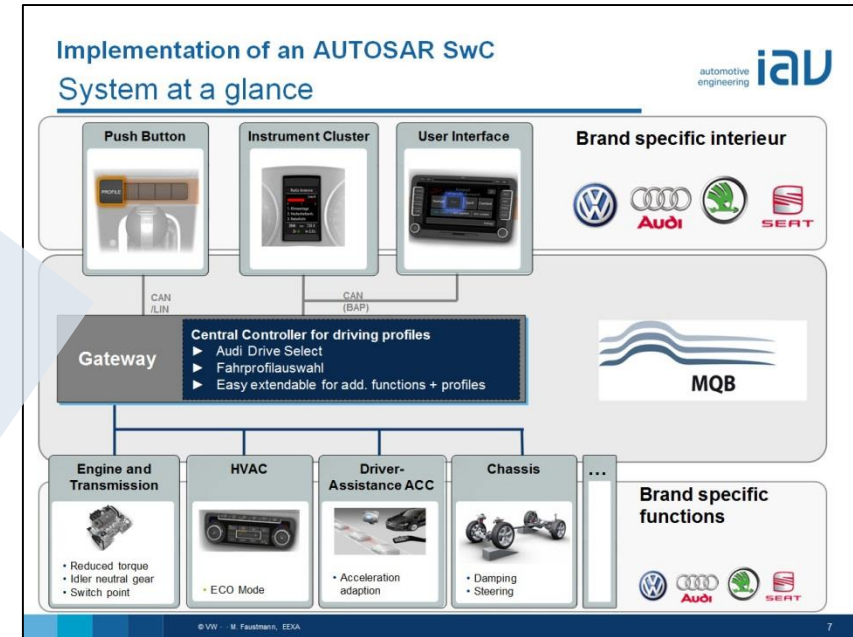 Implementation of an AUTOSAR SwC
System at a glance
automotive
engineering
iav
Push Button
Instrument Cluster
User Interface
Brand specific interieur
PROFILE
Audi
SEAT
CAN
/LIN
CAN
(BAP)
Gateway
Central Controller for driving profiles
► Audi Drive Select
► Fahrprofilauswahl
► Easy extendable for add. functions + profiles
MQB
Engine and
Transmission
HVAC
Driver-
Assistance ACC
Chassis
...
Brand specific
functions
• Reduced torque
• Idler neutral gear
• Switch point
• ECO Mode
• Acceleration
adaption
• Damping
• Steering
Audi
SEAT
© VW - - M. Faustmann, EEXA
7